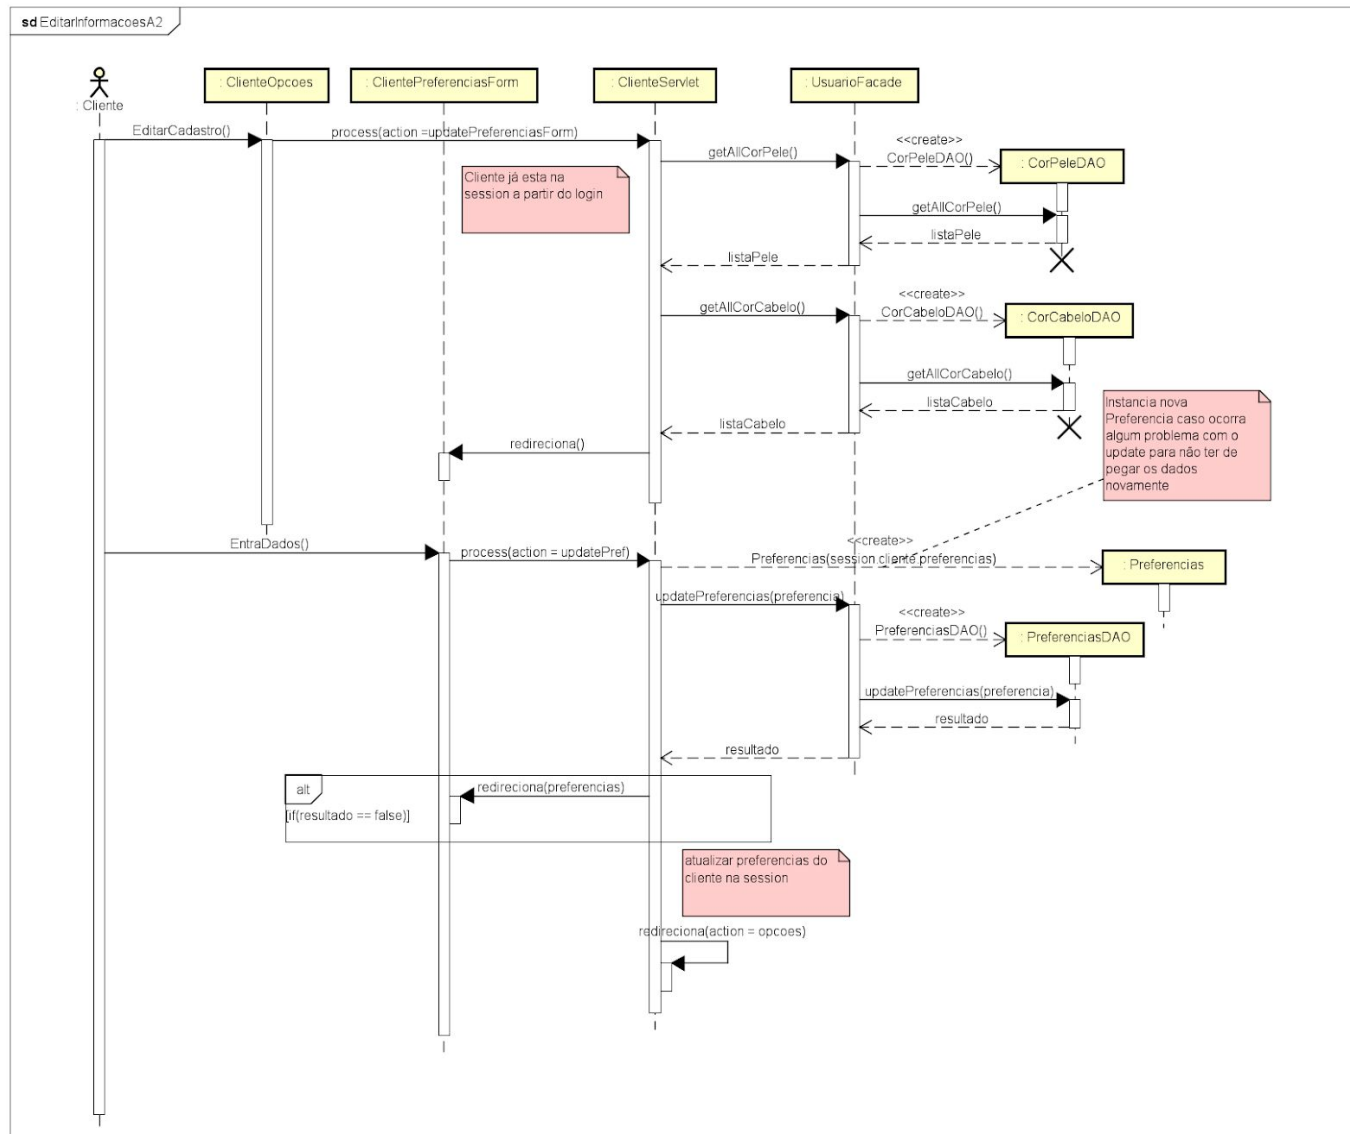 sd EditarInformacoesA2
: Cliente
: ClienteOpcoes
: ClientePreferenciasForm
: ClienteServlet
: UsuarioFacade
EditarCadastro()
process(action =updatePreferenciasForm)
getAllCorPele()
<<create>>
CorPeleDAO()
: CorPeleDAO
Cliente já esta na
session a partir do login
getAllCorPele()
listaPele
listaPele
getAllCorCabelo()
<<create>>
CorCabeloDAO()
: CorCabeloDAO
getAllCorCabelo()
listaCabelo
listaCabelo
Instancia nova
Preferencia caso ocorra
algum problema com o
update para não ter de
pegar os dados
novamente
redireciona()
EntraDados()
process(action = updatePref)
<<create>>
Preferencias(session.cliente.preferencias)
: Preferencias
updatePreferencias(preferencia)
<<create>>
PreferenciasDAO()
: PreferenciasDAO
updatePreferencias(preferencia)
resultado
resultado
alt
redireciona(preferencias)
[if(resultado == false)]
atualizar preferencias do
cliente na session
redireciona(action = opcoes)